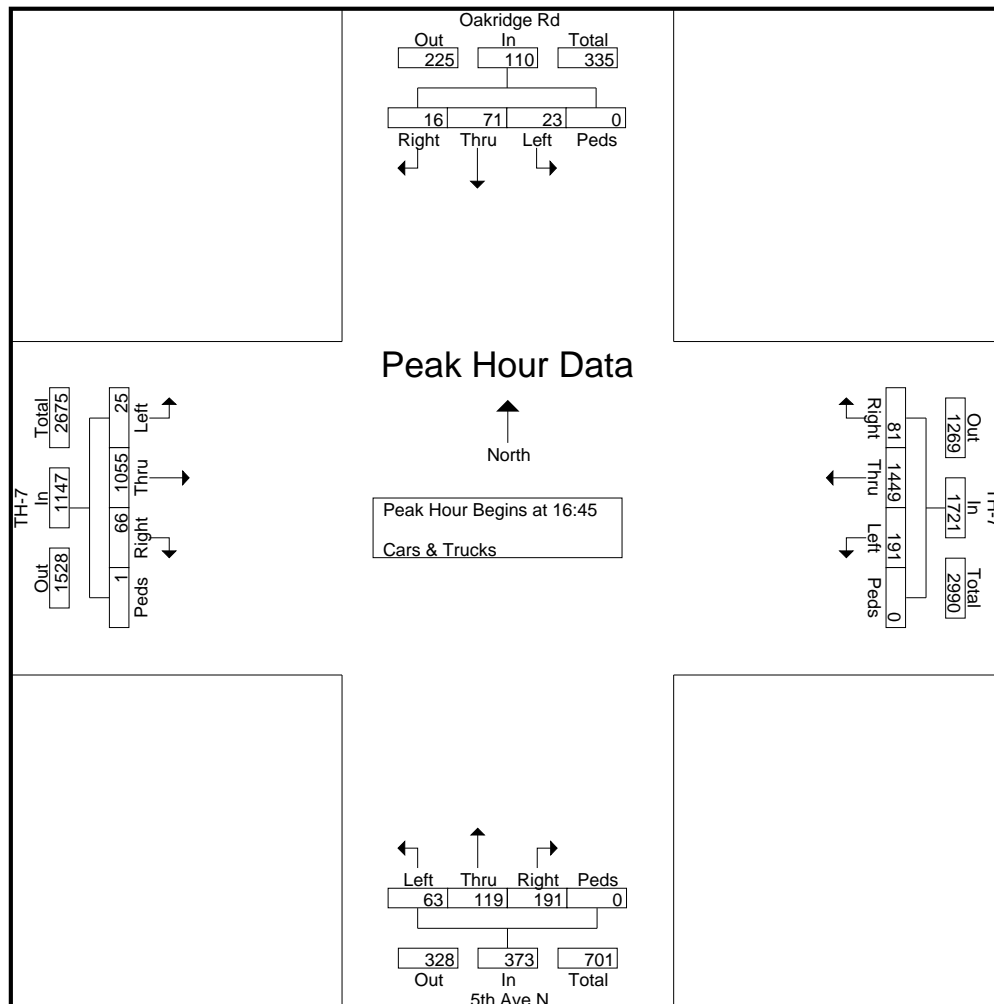 Oakridge Rd
Out In Total
225 110 335
16 71 23 0
Right Thru Left Peds
Peak Hour Data
North
Peak Hour Begins at 16:45
Cars & Trucks
TH-7
Out In Total
1528 1147 2675
25 1055 66 1
Left Thru Right Peds
TH-7
Out In Total
1269 1721 2990
81 1449 191 0
Right Thru Left Peds
Left Thru Right Peds
63 119 191 0
328 373 701
Out In Total
5th Ave N